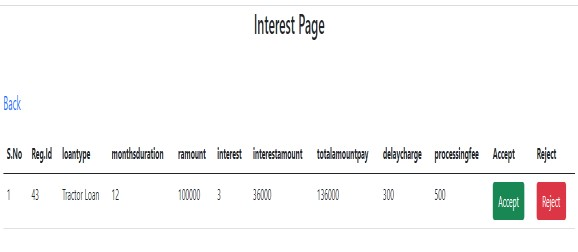 Interest Page
Back
S.No Reg.Id loantype monthsduration ramount interest interestamount totalamountpay delaycharge processingfee Accept Reject
1 43 Tractor Loan 12 100000 3 36000 136000 300 500 Accept Reject